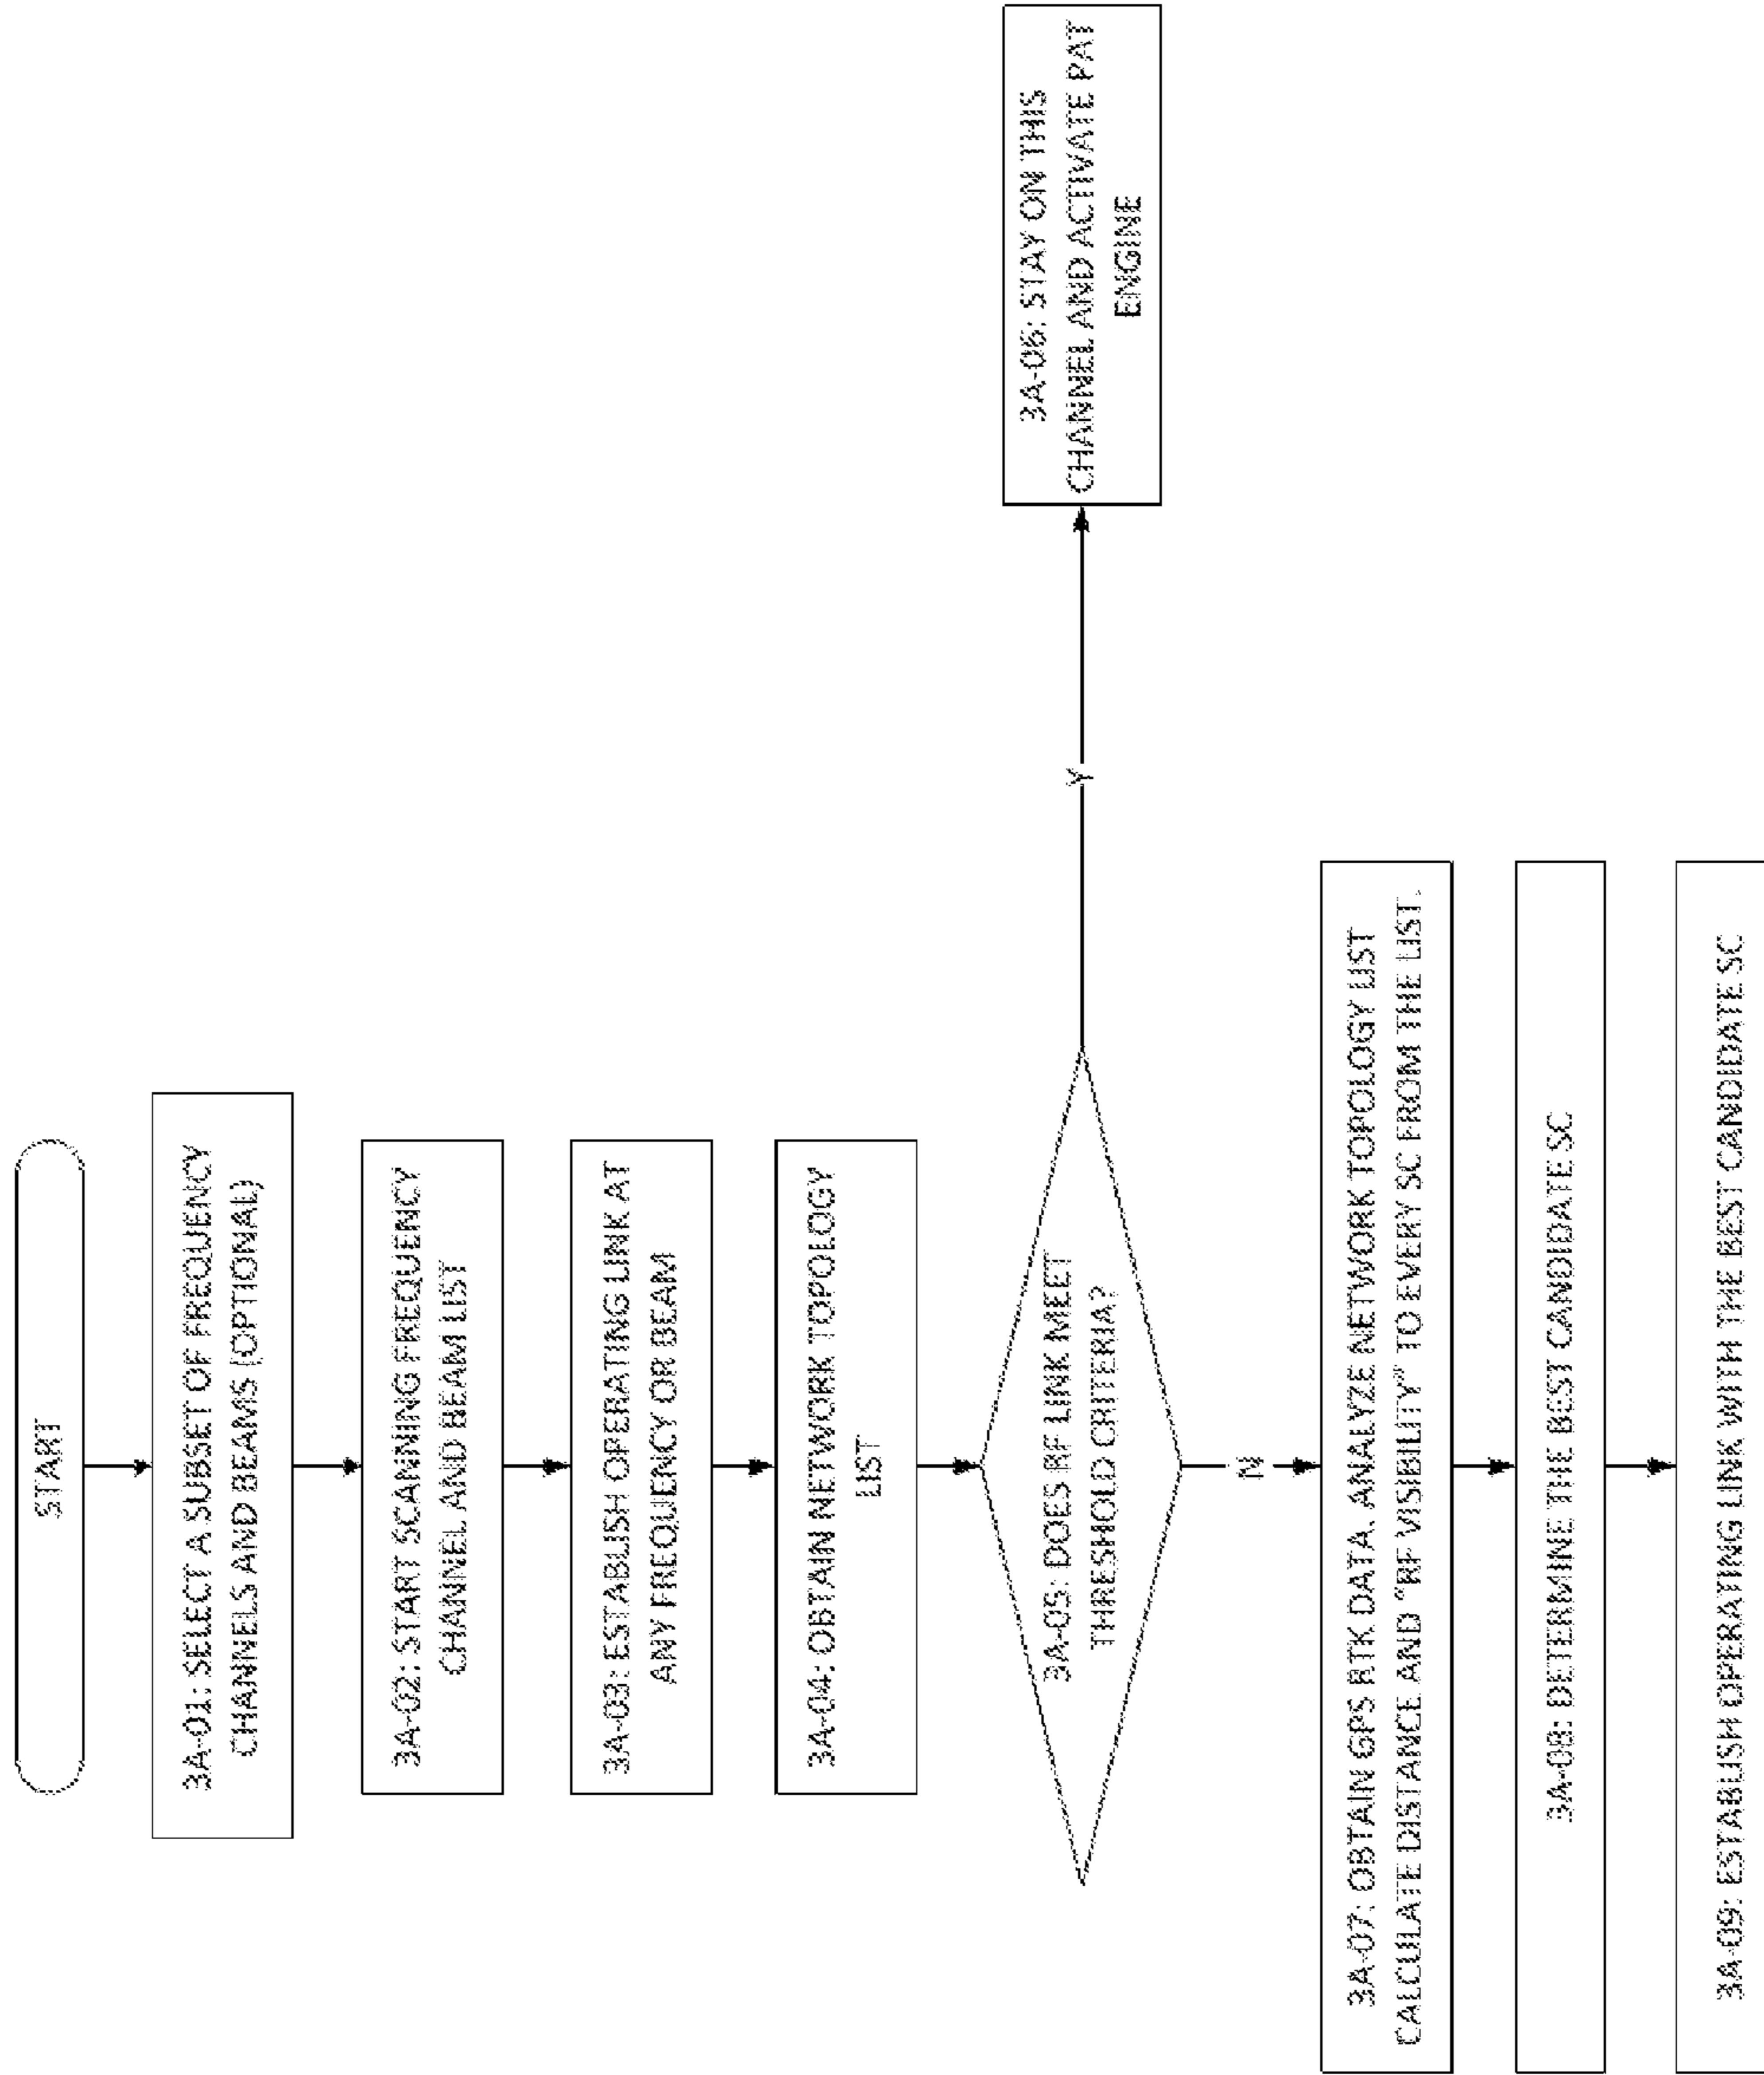 START
3A-01: SELECT A SUBSET OF FREQUENCY
CHANNELS AND BEAMS (OPTIONAL)
3A-02: START SCANNING FREQUENCY
CHANNEL AND BEAM LIST
3A-03: ESTABLISH OPERATING LINK AT
ANY FREQUENCY OR BEAM
3A-04: OBTAIN NETWORK TOPOLOGY
LIST
3A-05: DOES RF LINK MEET
THRESHOLD CRITERIA?
Y
3A-06: STAY ON THIS
CHANNEL AND ACTIVATE PAT
ENGINE
N
3A-07: OBTAIN GPS RTK DATA, ANALYZE NETWORK TOPOLOGY LIST
CALCULATE DISTANCE AND "RF VISIBILITY" TO EVERY SC FROM THE LIST.
3A-08: DETERMINE THE BEST CANDIDATE SC
3A-09: ESTABLISH OPERATING LINK WITH THE BEST CANDIDATE SC